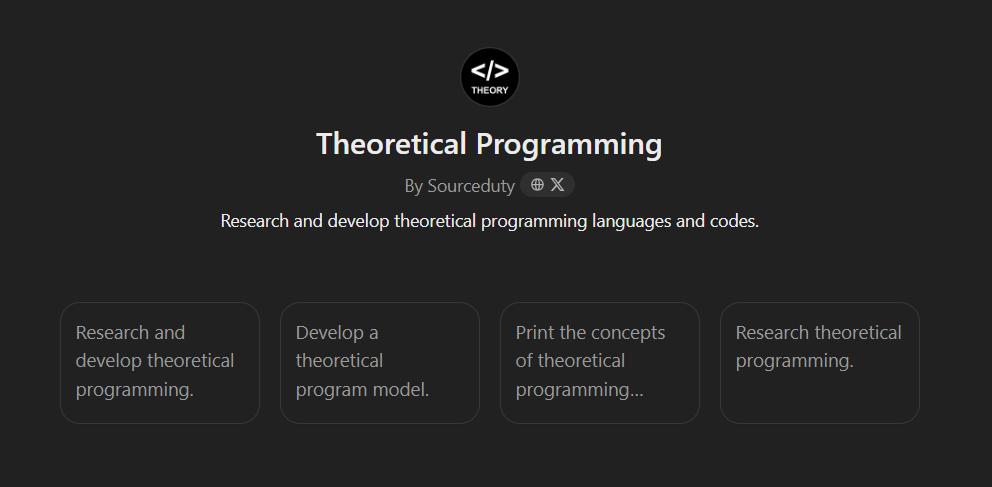 </>
THEORY
Theoretical Programming
By Sourceduty
Research and develop theoretical programming languages and codes.
Research and
develop theoretical
programming.
Develop a
theoretical
program model.
Print the concepts
of theoretical
programming...
Research theoretical
programming.